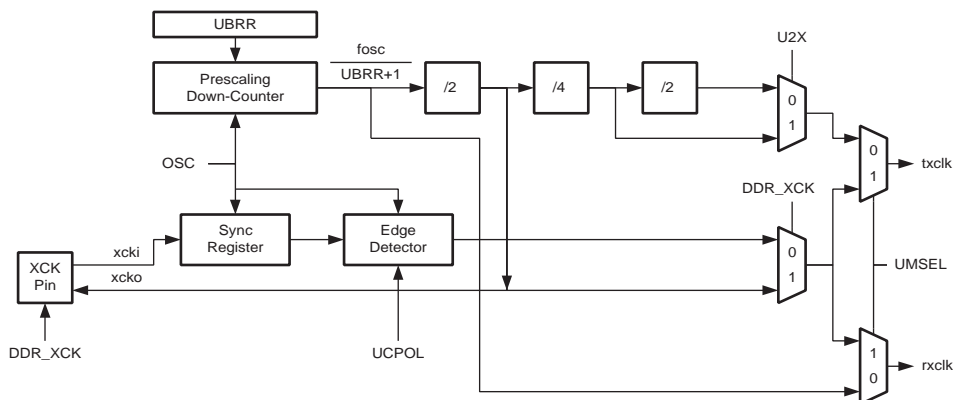 UBRR
fosc
UBRR+1
U2X
Prescaling
Down-Counter
/2
/4
/2
0
1
OSC
0
1
txclk
DDR_XCK
xcki
Sync
Register
Edge
Detector
0
1
XCK
Pin
xcko
UMSEL
DDR_XCK
UCPOL
1
0
rxclk